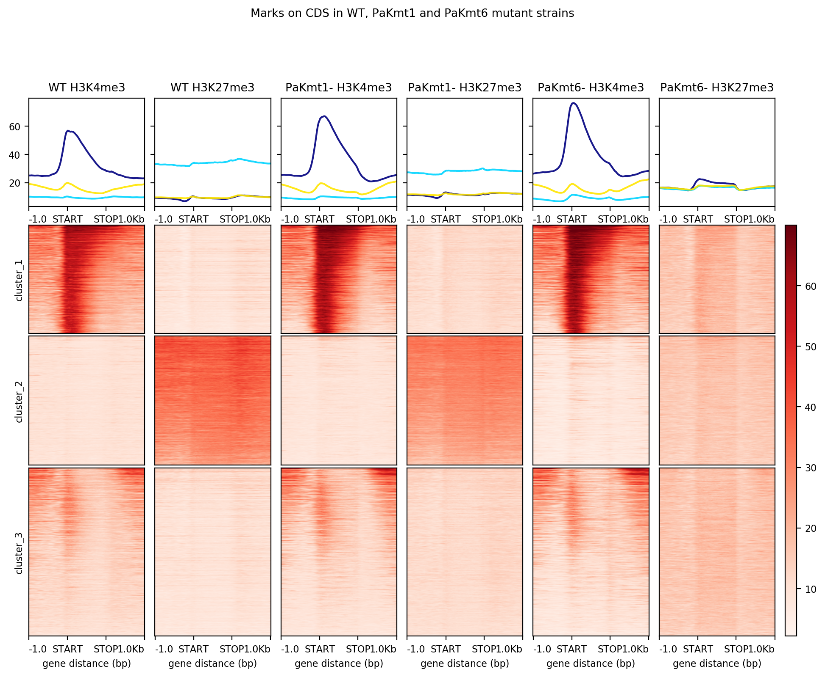 Marks on CDS in WT, PaKmt1 and PaKmt6 mutant strains
WT H3K4me3 WT H3K27me3 PaKmt1- H3K4me3 PaKmt1- H3K27me3 PaKmt6- H3K4me3 PaKmt6- H3K27me3
60
40
20
-1.0 START STOP1.0Kb -1.0 START STOP1.0Kb -1.0 START STOP1.0Kb -1.0 START STOP1.0Kb -1.0 START STOP1.0Kb -1.0 START STOP1.0Kb
cluster_1
cluster_2
cluster_3
60
50
40
30
20
10
-1.0 START STOP1.0Kb -1.0 START STOP1.0Kb -1.0 START STOP1.0Kb -1.0 START STOP1.0Kb -1.0 START STOP1.0Kb -1.0 START STOP1.0Kb
gene distance (bp) gene distance (bp) gene distance (bp) gene distance (bp) gene distance (bp) gene distance (bp)